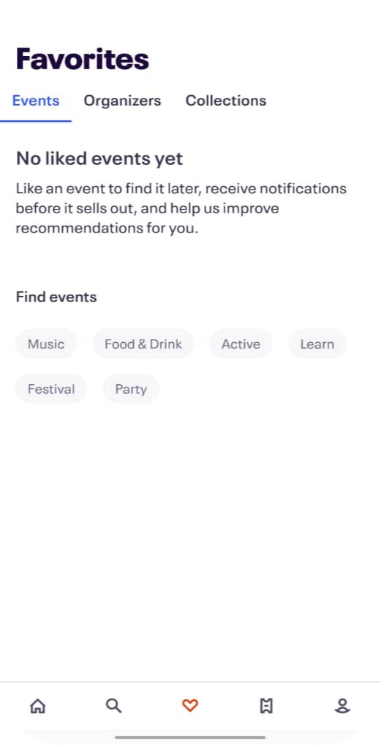 Favorites
Events Organizers Collections
No liked events yet
Like an event to find it later, receive notifications
before it sells out, and help us improve
recommendations for you.
Find events
Music Food & Drink Active Learn
Festival Party